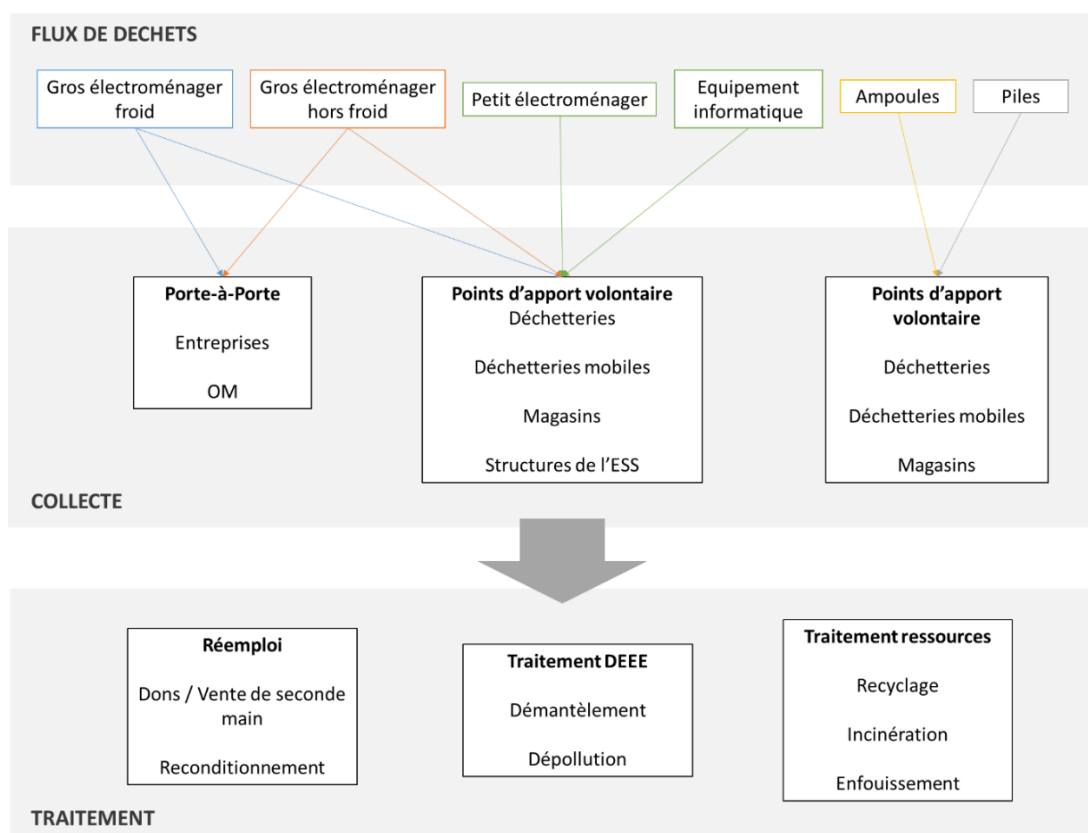 FLUX DE DECHETS
Gros électroménager
froid
Gros électroménager
hors froid
Petit électroménager
Equipement
informatique
Ampoules
Piles
Porte-à-Porte
Entreprises
OM
Points d'apport volontaire
Déchetteries
Déchetteries mobiles
Magasins
Structures de l'ESS
Points d'apport
volontaire
Déchetteries
Déchetteries mobiles
Magasins
COLLECTE
Réemploi
Dons / Vente de seconde
main
Reconditionnement
Traitement DEEE
Démantèlement
Dépollution
Traitement ressources
Recyclage
Incinération
Enfouissement
TRAITEMENT